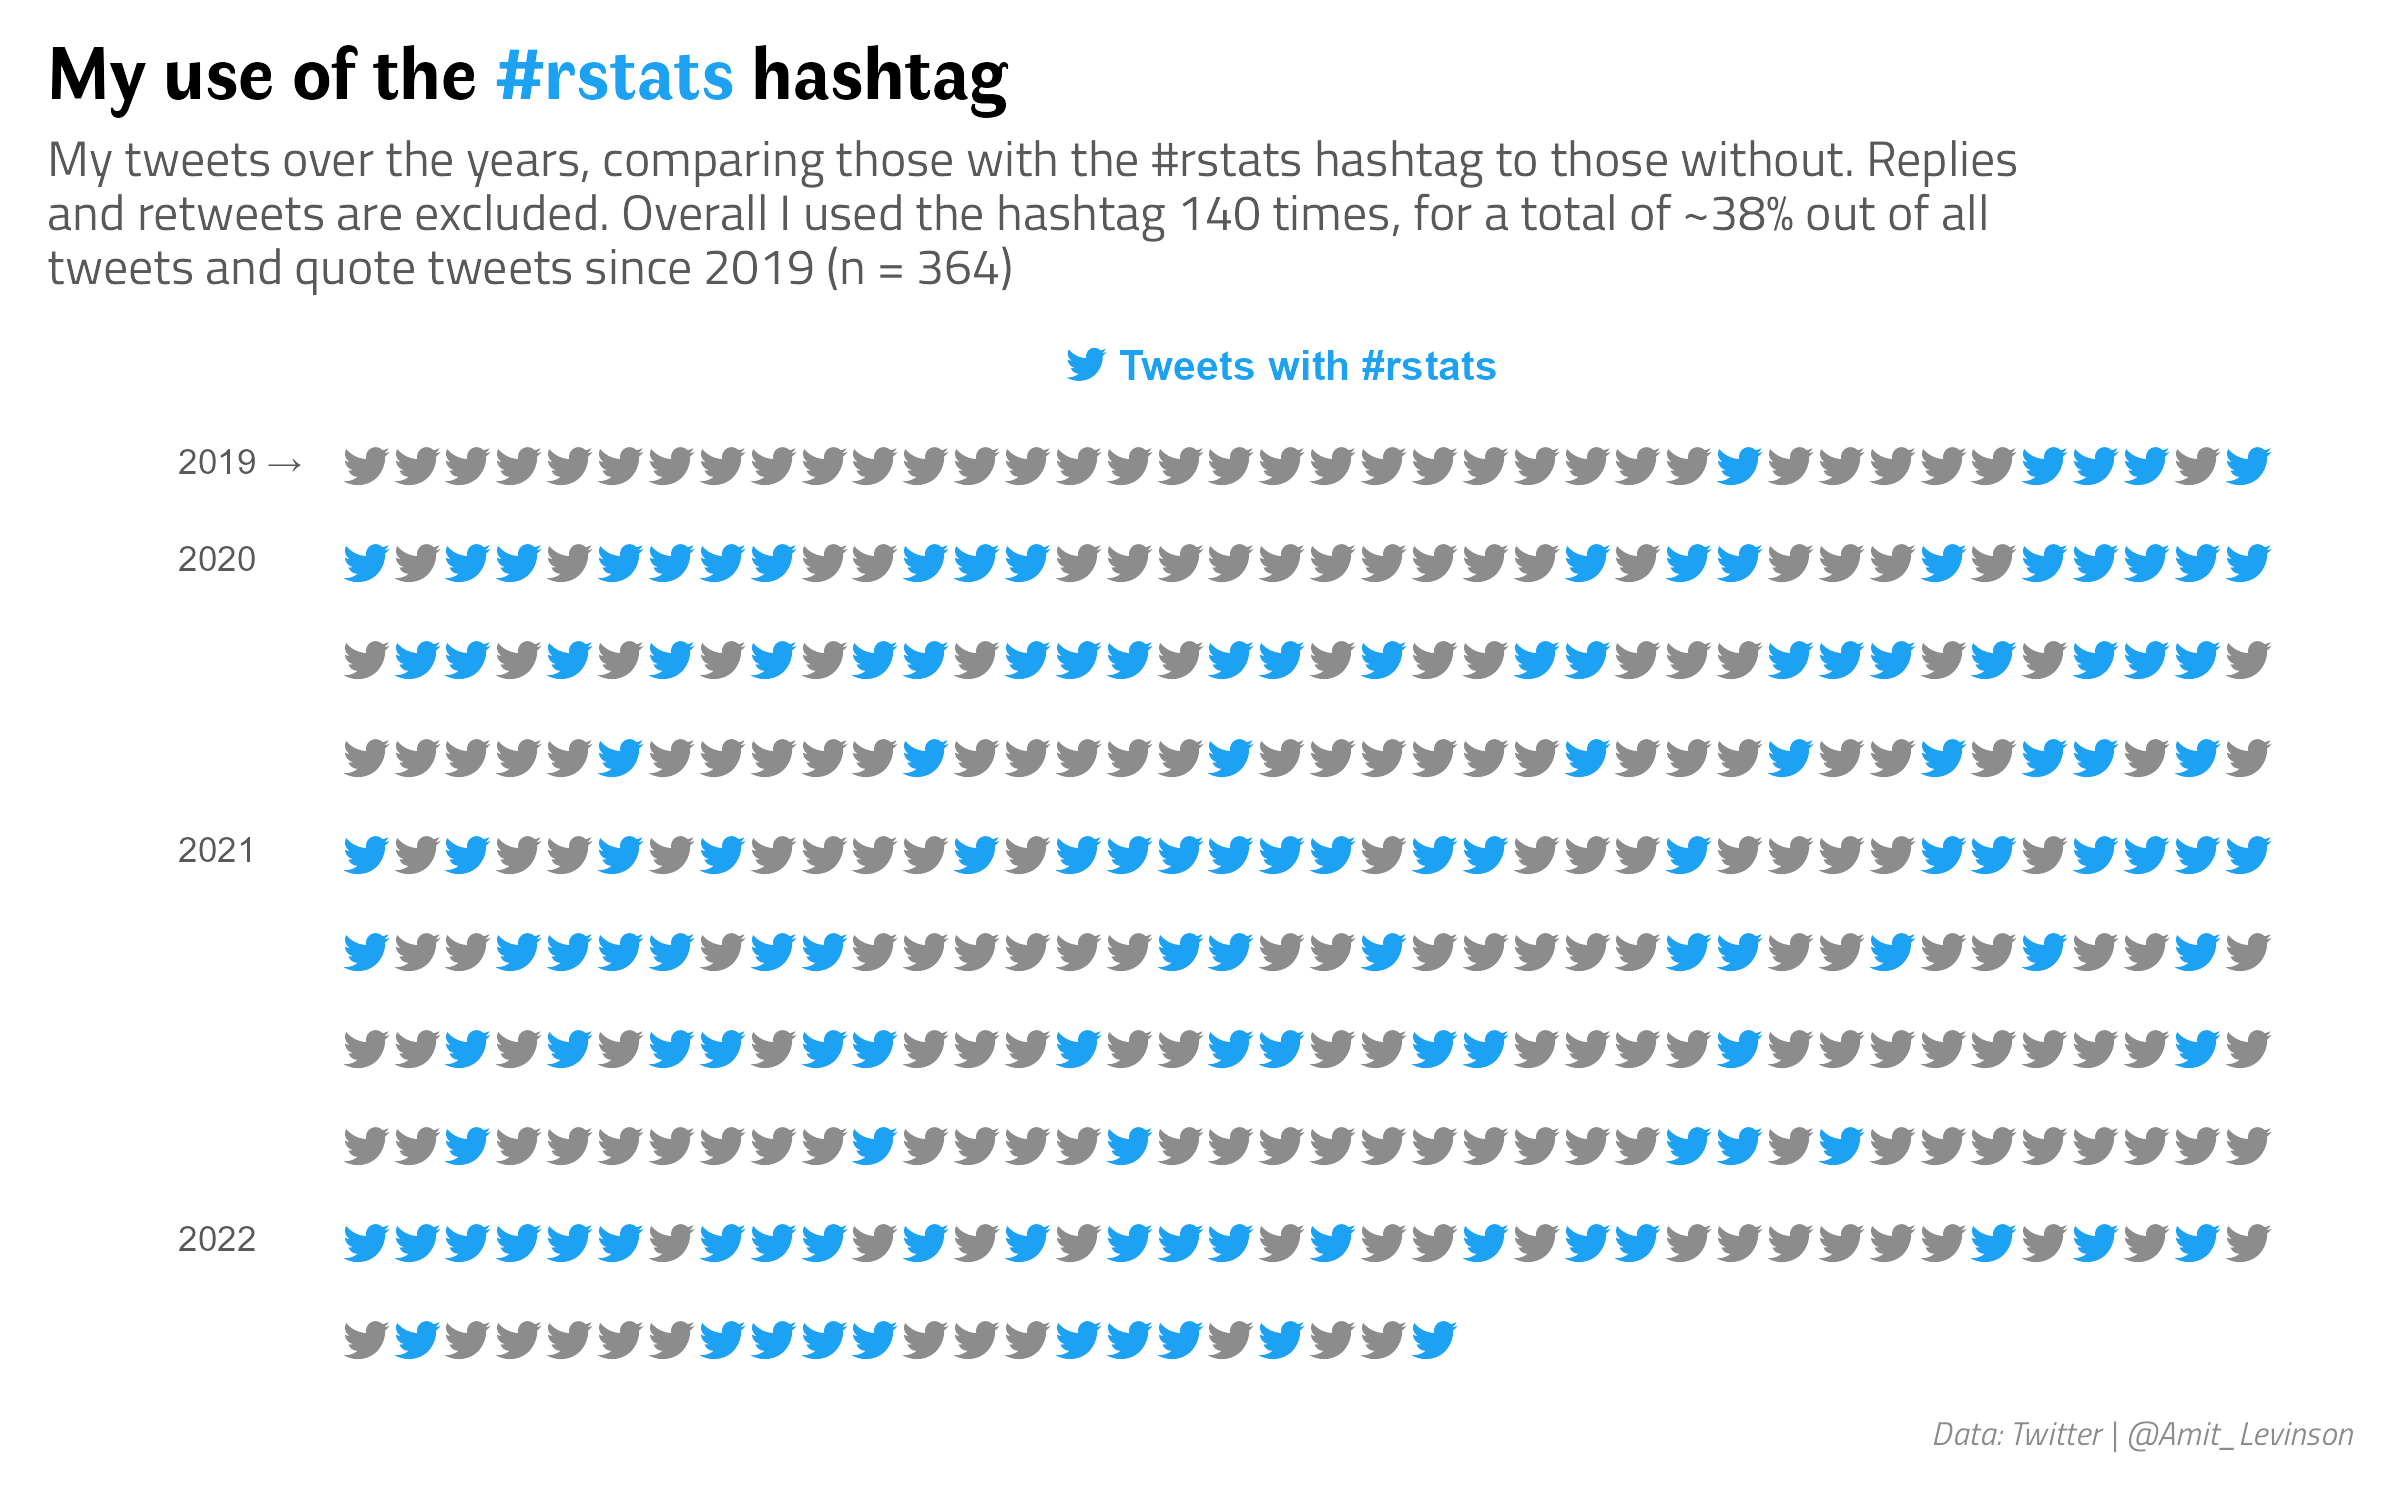 My use of the #rstats hashtag
My tweets over the years, comparing those with the #rstats hashtag to those without. Replies
and retweets are excluded. Overall I used the hashtag 140 times, for a total of ~38% out of all
tweets and quote tweets since 2019 (n = 364)
Tweets with #rstats
2019 →
2020
2021
2022
Data: Twitter | @Amit_Levinson